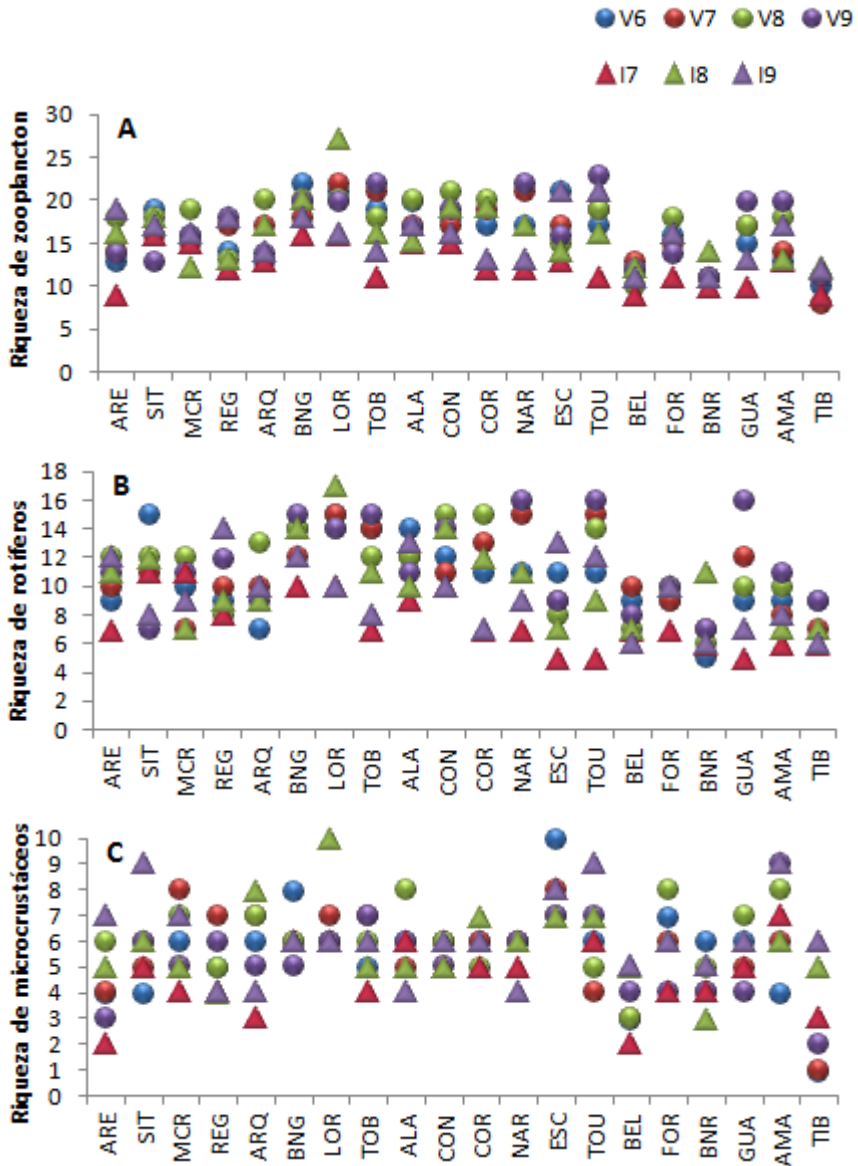 V6 V7 V8 V9
I7 I8 I9
A
Riqueza de zooplancton
30
25
20
15
10
5
0
ARE SIT MCR REG ARQ BNG LOR TOB ALA CON COR NAR ESC TOU BEL FOR BNR GUA AMA TIB
B
Riqueza de rotíferos
18
16
14
12
10
8
6
4
2
0
ARE SIT MCR REG ARQ BNG LOR TOB ALA CON COR NAR ESC TOU BEL FOR BNR GUA AMA TIB
C
Riqueza de microcrustáceos
10
9
8
7
6
5
4
3
2
1
0
ARE SIT MCR REG ARQ BNG LOR TOB ALA CON COR NAR ESC TOU BEL FOR BNR GUA AMA TIB